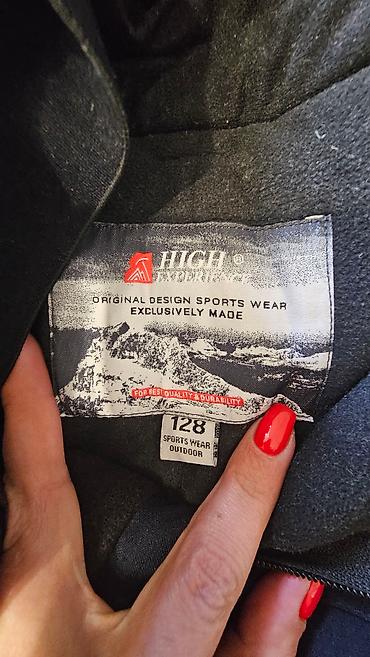 HIGH ®
EXPERIENCE
ORIGINAL DESIGN SPORTS WEAR
EXCLUSIVELY MADE
FOR BEST QUALITY & DURABILITY
128
SPORTS WEAR
OUTDOOR